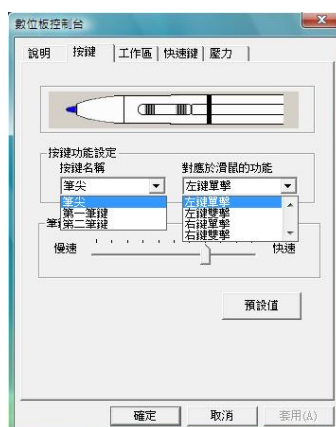 數位板控制台
說明 按鍵 工作區 快速鍵 壓力
按鍵功能設定
按鍵名稱 對應於滑鼠的功能
筆尖 左鍵單擊
筆尖 左鍵單擊
第一筆鍵 左鍵雙擊
第二筆鍵 右鍵單擊
右鍵雙擊
慢速 快速
預設值
確定 取消 套用(A)